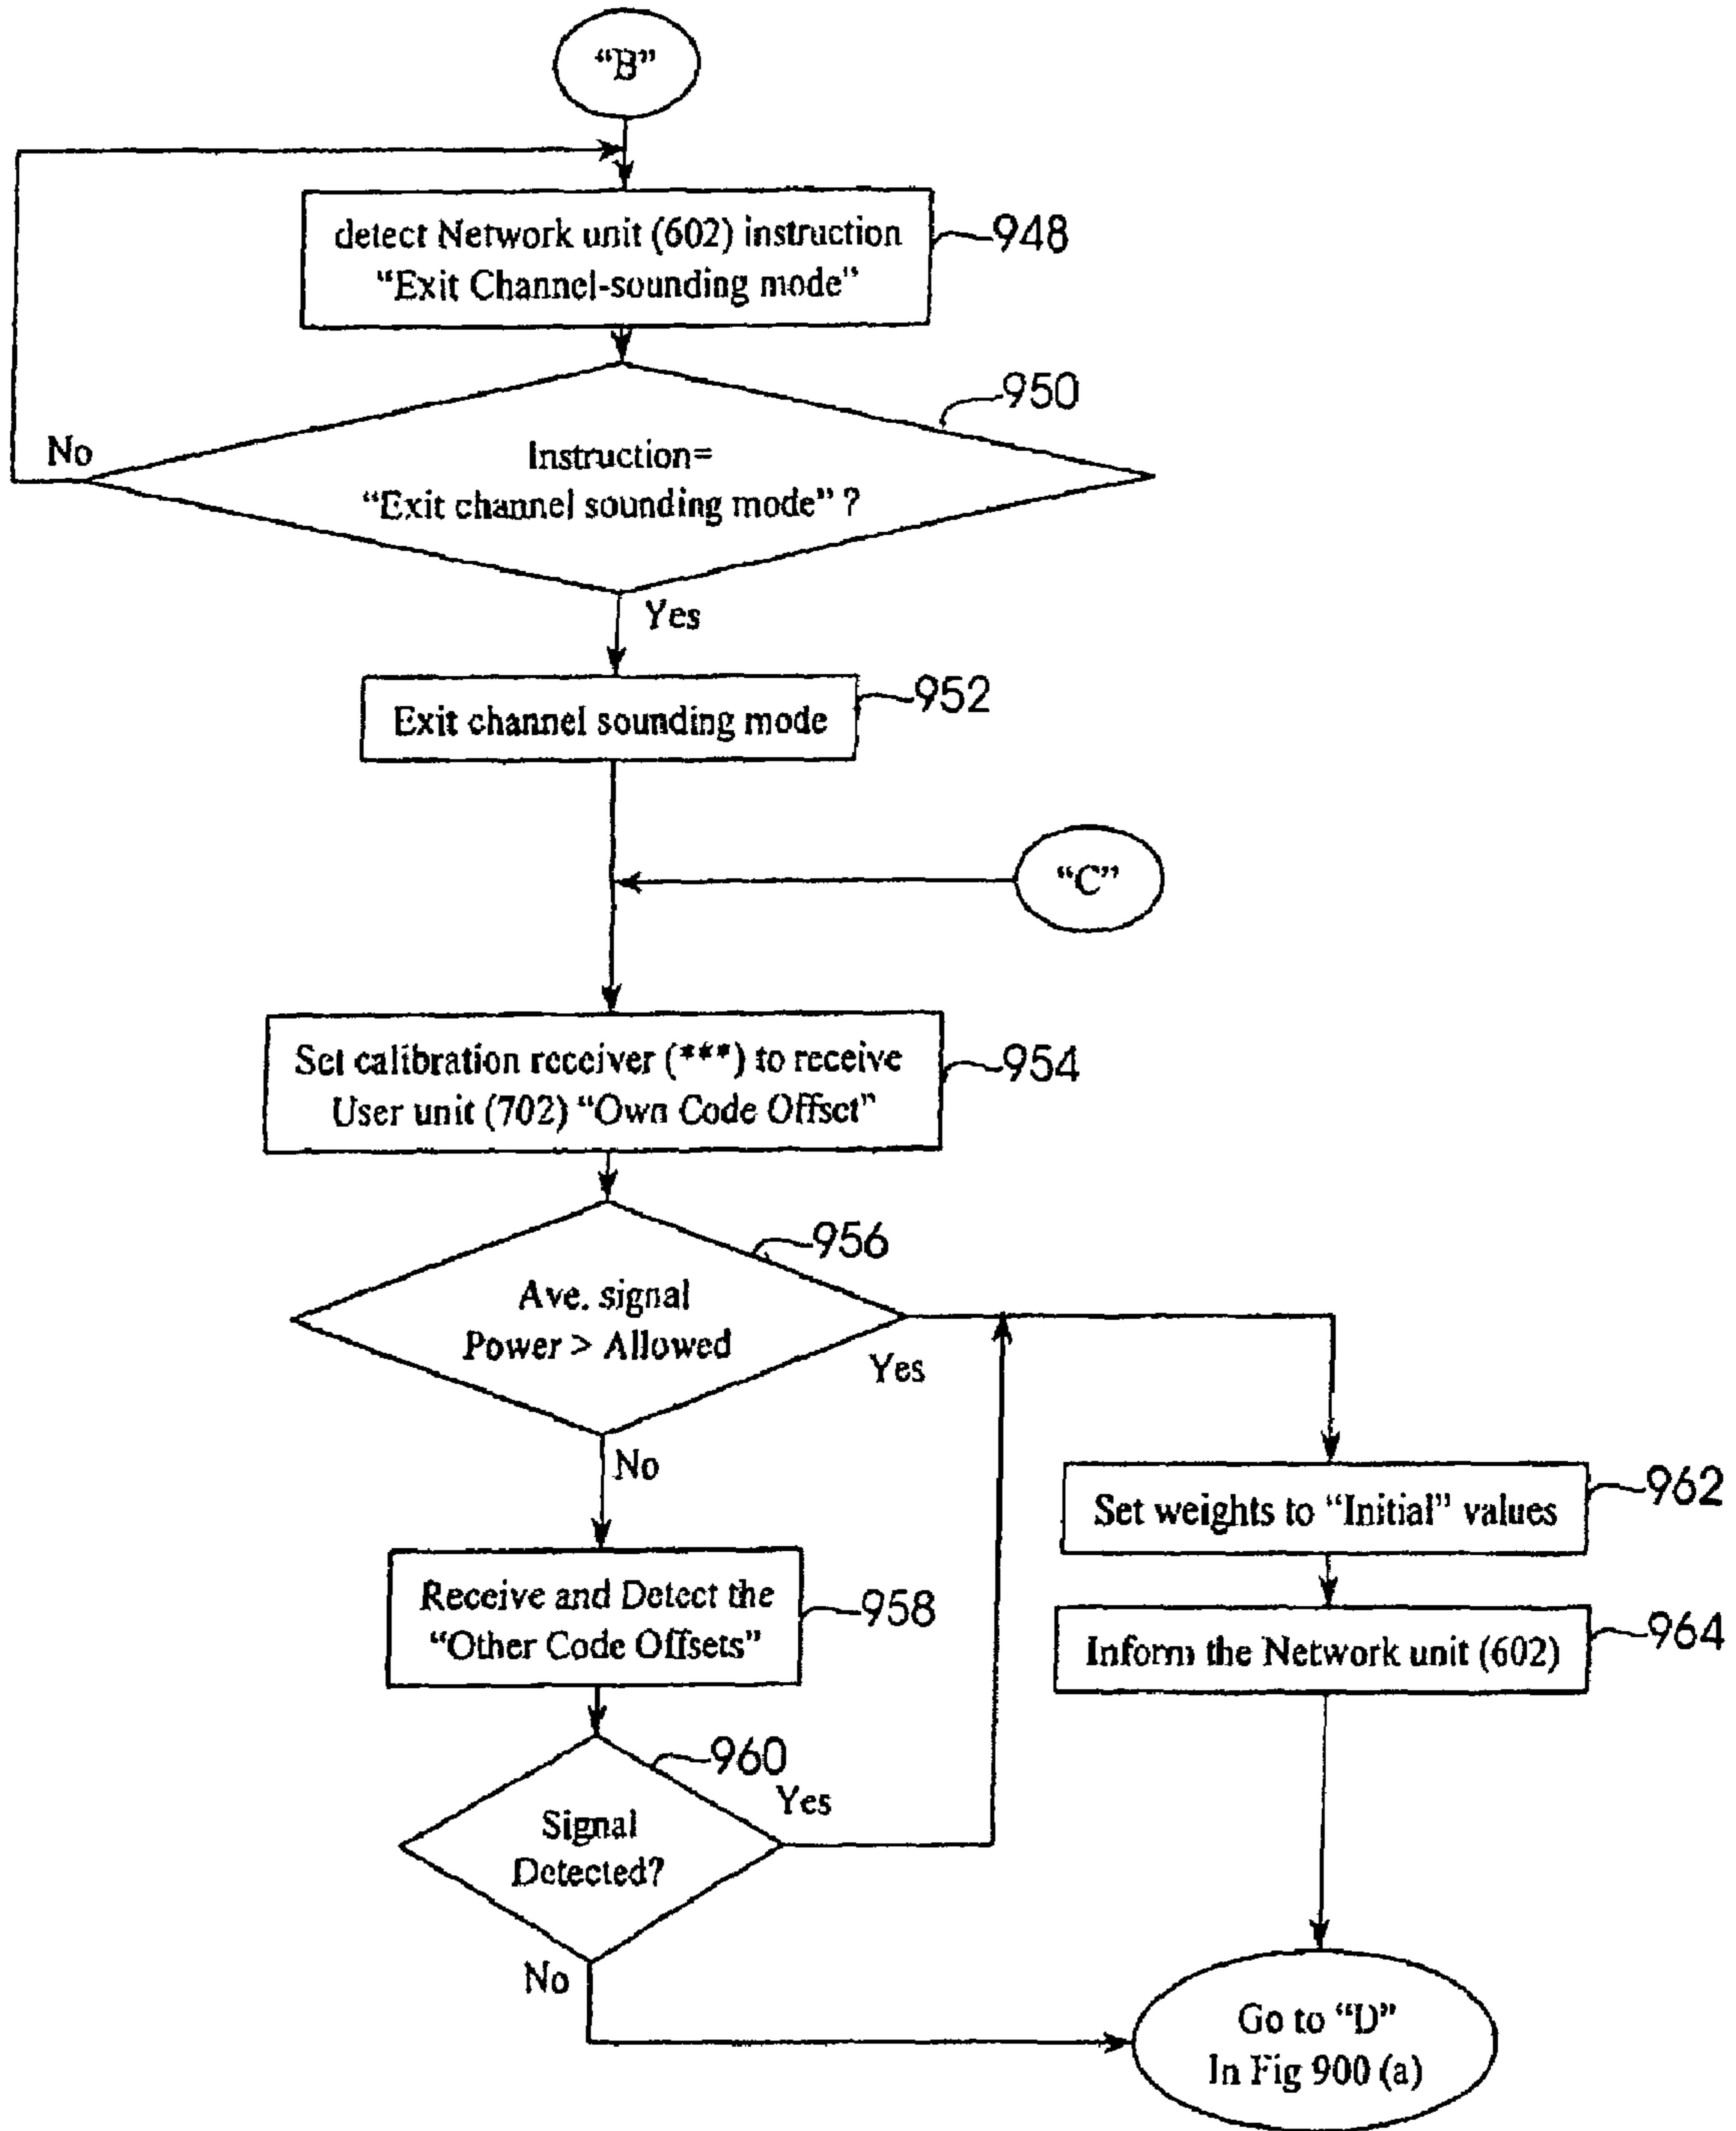 “B”
detect Network unit (602) instruction
“Exit Channel-sounding mode”
948
950
No
Instruction=
“Exit channel sounding mode” ?
Yes
952
Exit channel sounding mode
“C”
Set calibration receiver (***) to receive
User unit (702) “Own Code Offset”
954
956
Ave. signal
Power > Allowed
Yes
No
962
Set weights to “Initial” values
Receive and Detect the
“Other Code Offsets”
958
964
Inform the Network unit (602)
960
Yes
Signal
Detected?
No
Go to “D”
In Fig 900 (a)